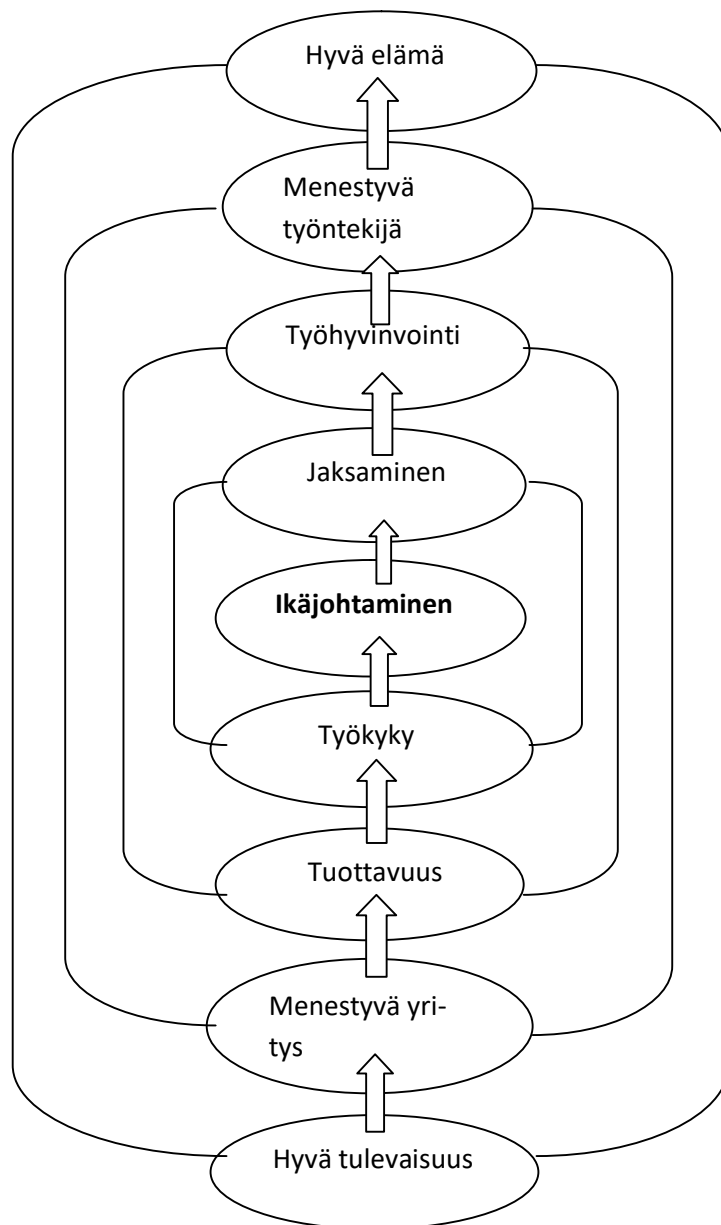 Hyvä elämä
Menestyvä
työntekijä
Työhyvinvointi
Jaksaminen
Ikäjohtaminen
Työkyky
Tuottavuus
Menestyvä yri-
tys
Hyvä tulevaisuus